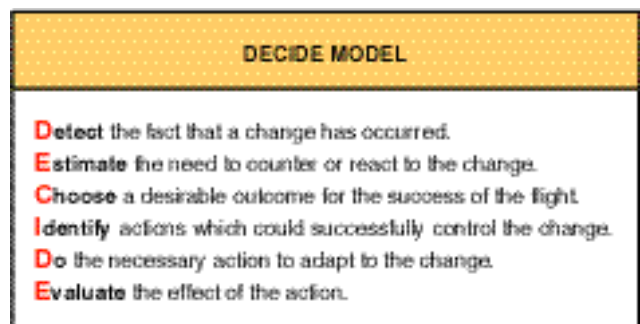 DECIDE MODEL
Detect the fact that a change has occurred.
Estimate the need to counter or react to the change.
Choose a desirable outcome for the success of the flight.
Identify actions which could successfully control the change.
Do the necessary action to adapt to the change.
Evaluate the effect of the action.